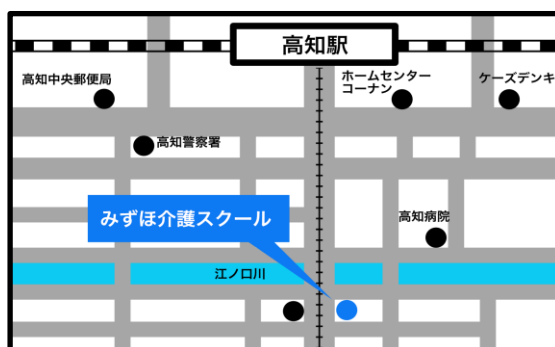 高知駅
高知中央郵便局
ホームセンター
コーナン
ケーズデンキ
高知警察署
みずほ介護スクール
高知病院
江ノ口川